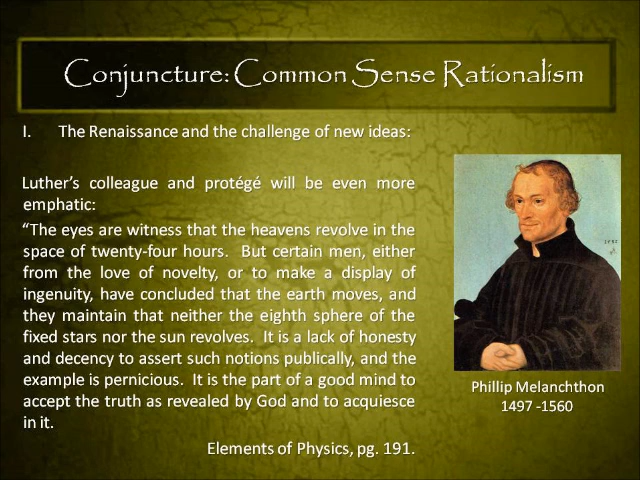 Conjuncture: Common Sense Rationalism
I. The Renaissance and the challenge of new ideas:
Luther's colleague and protégé will be even more
emphatic:
"The eyes are witness that the heavens revolve in the
space of twenty-four hours. But certain men, either
from the love of novelty, or to make a display of
ingenuity, have concluded that the earth moves, and
they maintain that neither the eighth sphere of the
fixed stars nor the sun revolves. It is a lack of honesty
and decency to assert such notions publically, and the
example is pernicious. It is the part of a good mind to
accept the truth as revealed by God and to acquiesce
in it.
Elements of Physics, pg. 191.
Phillip Melanchthon
1497 -1560